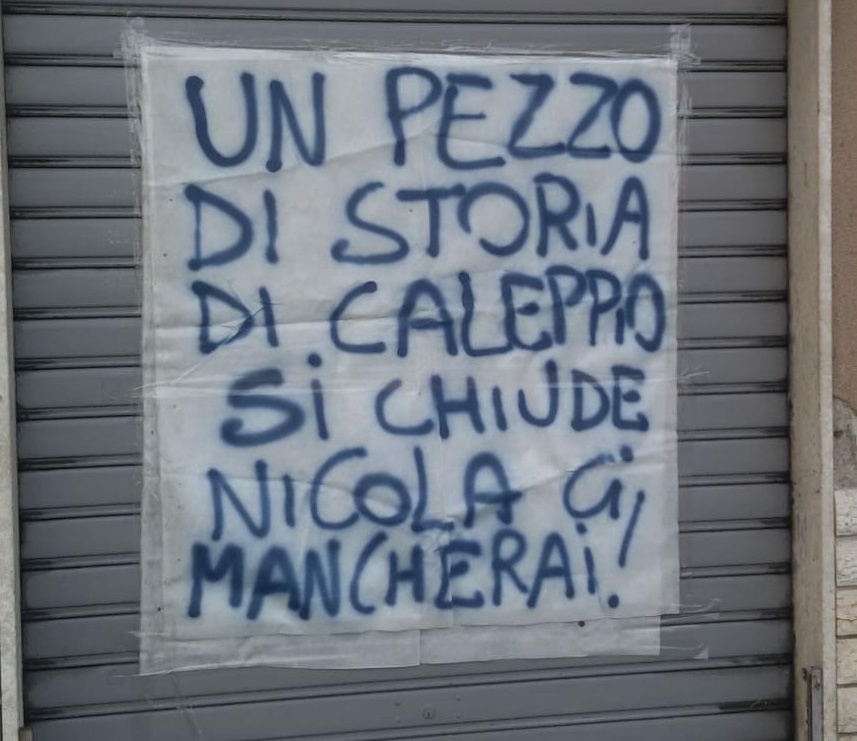 UN PEZZO
DI STORIA
DI CALEPPIO
Si CHIUDE
NiCOLA Ci
MANCHERAi!